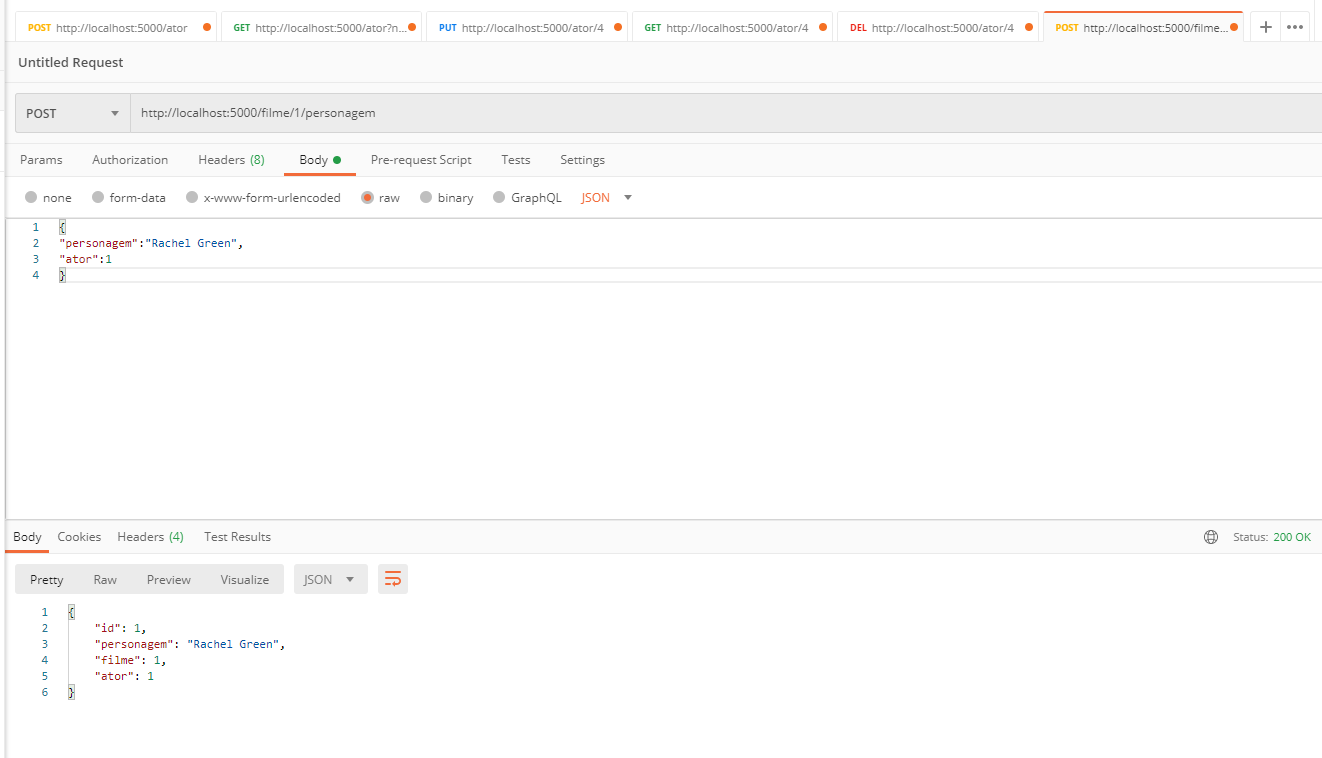 POST http://localhost:5000/ator GET http://localhost:5000/ator?n... PUT http://localhost:5000/ator/4 GET http://localhost:5000/ator/4 DEL http://localhost:5000/ator/4 POST http://localhost:5000/filme... + •••
Untitled Request
POST http://localhost:5000/filme/1/personagem
Params Authorization Headers (8) Body Pre-request Script Tests Settings
none form-data x-www-form-urlencoded raw binary GraphQL JSON
1 {
2 "personagem":"Rachel Green",
3 "ator":1
4 }
Body Cookies Headers (4) Test Results Status: 200 OK
Pretty Raw Preview Visualize JSON
1 {
2 "id": 1,
3 "personagem": "Rachel Green",
4 "filme": 1,
5 "ator": 1
6 }